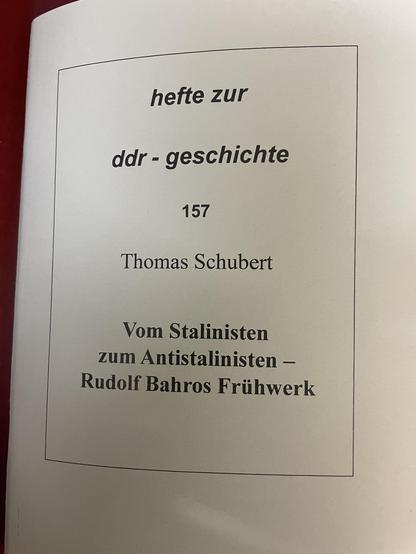 hefte zur
ddr - geschichte
157
Thomas Schubert
Vom Stalinisten
zum Antistalinisten –
Rudolf Bahros Frühwerk